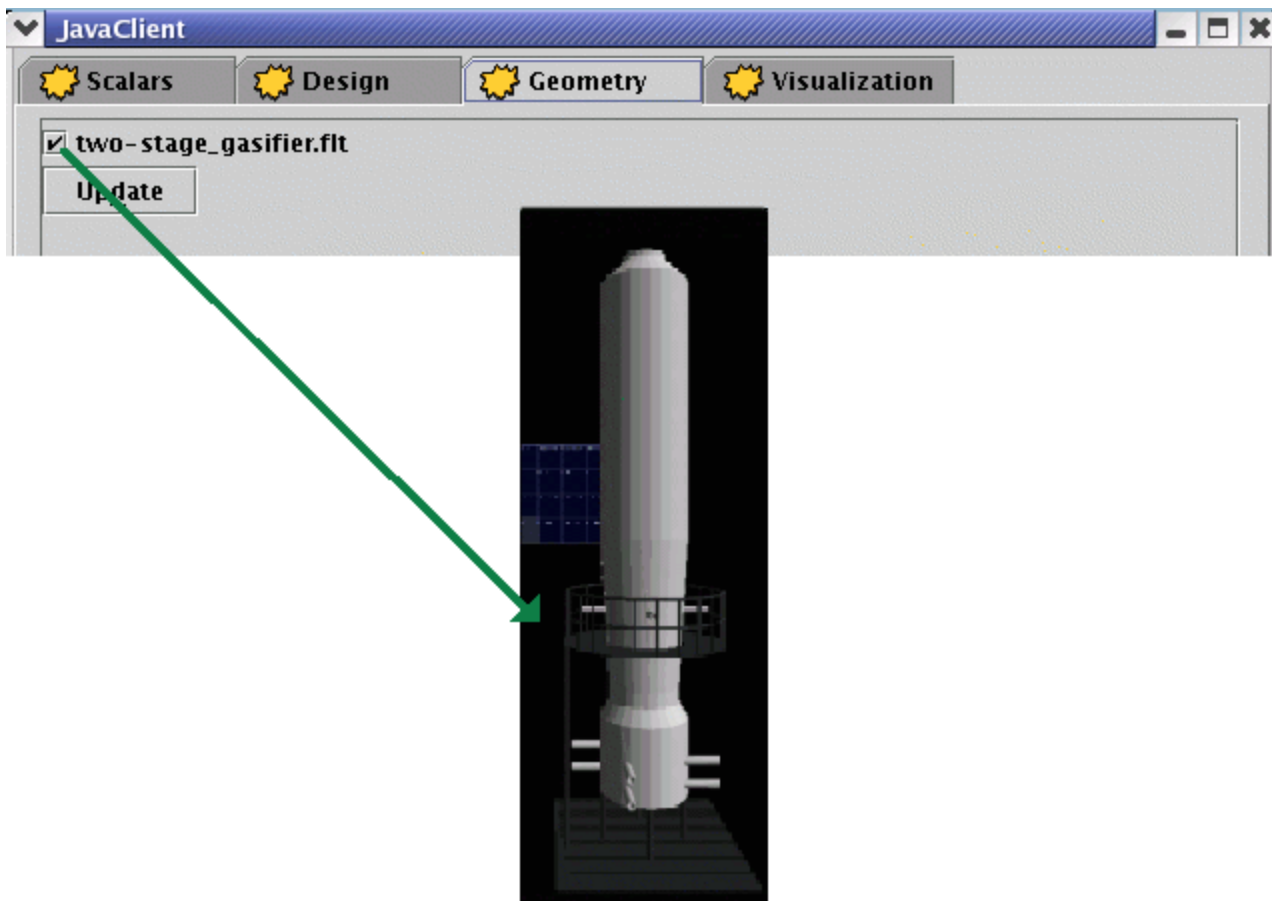 JavaClient
Scalars Design Geometry Visualization
two-stage_gasifier.flt
Update